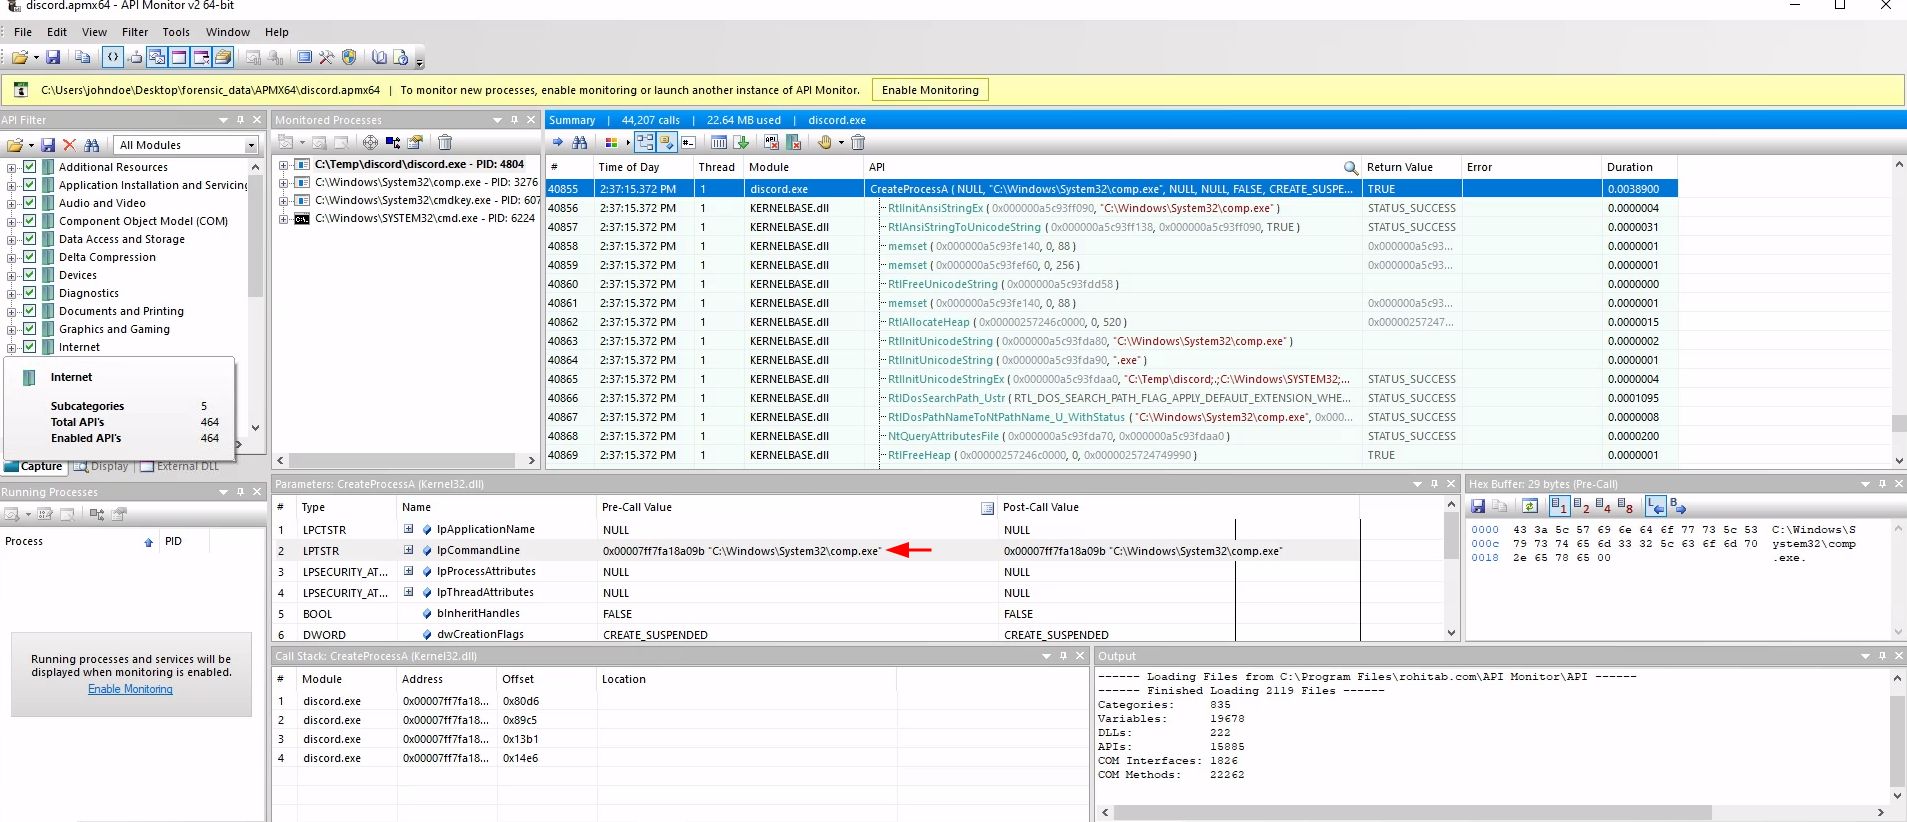 discord.apmx64 - API Monitor v2 64-bit
File Edit View Filter Tools Window Help
C:\Users\johndoe\Desktop\forensic_data\APMX64\discord.apmx64 | To monitor new processes, enable monitoring or launch another instance of API Monitor. Enable Monitoring
API Filter
All Modules
Additional Resources
Application Installation and Servicing
Audio and Video
Component Object Model (COM)
Data Access and Storage
Delta Compression
Devices
Diagnostics
Documents and Printing
Graphics and Gaming
Internet
Internet
Subcategories 5
Total API's 464
Enabled API's 464
Capture Display External DLL
Monitored Processes
C:\Temp\discord\discord.exe - PID: 4804
C:\Windows\System32\comp.exe - PID: 3276
C:\Windows\System32\cmdkey.exe - PID: 607
C:\Windows\SYSTEM32\cmd.exe - PID: 6224
Summary | 44,207 calls | 22.64 MB used | discord.exe
# Time of Day Thread Module API Return Value Error Duration
40855 2:37:15.372 PM 1 discord.exe CreateProcessA ( NULL, "C:\Windows\System32\comp.exe", NULL, NULL, FALSE, CREATE_SUSPE... TRUE 0.0038900
40856 2:37:15.372 PM 1 KERNELBASE.dll RtlInitAnsiStringEx ( 0x000000a5c93ff090, "C:\Windows\System32\comp.exe" ) STATUS_SUCCESS 0.0000004
40857 2:37:15.372 PM 1 KERNELBASE.dll RtlAnsiStringToUnicodeString ( 0x000000a5c93ff138, 0x000000a5c93ff090, TRUE ) STATUS_SUCCESS 0.0000031
40858 2:37:15.372 PM 1 KERNELBASE.dll memset ( 0x000000a5c93fe140, 0, 88 ) 0x000000a5c93... 0.0000001
40859 2:37:15.372 PM 1 KERNELBASE.dll memset ( 0x000000a5c93fef60, 0, 256 ) 0x000000a5c93... 0.0000001
40860 2:37:15.372 PM 1 KERNELBASE.dll RtlFreeUnicodeString ( 0x000000a5c93fdd58 ) 0.0000000
40861 2:37:15.372 PM 1 KERNELBASE.dll memset ( 0x000000a5c93fe140, 0, 88 ) 0x000000a5c93... 0.0000001
40862 2:37:15.372 PM 1 KERNELBASE.dll RtlAllocateHeap ( 0x00000257246c0000, 0, 520 ) 0x00000257247... 0.0000015
40863 2:37:15.372 PM 1 KERNELBASE.dll RtlInitUnicodeString ( 0x000000a5c93fda80, "C:\Windows\System32\comp.exe" ) 0.0000002
40864 2:37:15.372 PM 1 KERNELBASE.dll RtlInitUnicodeString ( 0x000000a5c93fda90, ".exe" ) 0.0000001
40865 2:37:15.372 PM 1 KERNELBASE.dll RtlInitUnicodeStringEx ( 0x000000a5c93fdaa0, "C:\Temp\discord;.;C:\Windows\SYSTEM32;... STATUS_SUCCESS 0.0000004
40866 2:37:15.372 PM 1 KERNELBASE.dll RtlDosSearchPath_Ustr ( RTL_DOS_SEARCH_PATH_FLAG_APPLY_DEFAULT_EXTENSION_WHE... STATUS_SUCCESS 0.0001095
40867 2:37:15.372 PM 1 KERNELBASE.dll RtlDosPathNameToNtPathName_U_WithStatus ( "C:\Windows\System32\comp.exe", 0x000... STATUS_SUCCESS 0.0000008
40868 2:37:15.372 PM 1 KERNELBASE.dll NtQueryAttributesFile ( 0x000000a5c93fda70, 0x000000a5c93fdaa0 ) STATUS_SUCCESS 0.0000200
40869 2:37:15.372 PM 1 KERNELBASE.dll RtlFreeHeap ( 0x00000257246c0000, 0, 0x0000025724749990 ) TRUE 0.0000001
Running Processes
Process PID
Running processes and services will be
displayed when monitoring is enabled.
Enable Monitoring
Parameters: CreateProcessA (Kernel32.dll)
# Type Name Pre-Call Value Post-Call Value
1 LPCTSTR lpApplicationName NULL NULL
2 LPTSTR lpCommandLine 0x00007ff7fa18a09b "C:\Windows\System32\comp.exe" 0x00007ff7fa18a09b "C:\Windows\System32\comp.exe"
3 LPSECURITY_AT... lpProcessAttributes NULL NULL
4 LPSECURITY_AT... lpThreadAttributes NULL NULL
5 BOOL bInheritHandles FALSE FALSE
6 DWORD dwCreationFlags CREATE_SUSPENDED CREATE_SUSPENDED
Hex Buffer: 29 bytes (Pre-Call)
1 2 4 8 L B
0000 43 3a 5c 57 69 6e 64 6f 77 73 5c 53 C:\Windows\S
000c 79 73 74 65 6d 33 32 5c 63 6f 6d 70 ystem32\comp
0018 2e 65 78 65 00 .exe.
Call Stack: CreateProcessA (Kernel32.dll)
# Module Address Offset Location
1 discord.exe 0x00007ff7fa18... 0x80d6
2 discord.exe 0x00007ff7fa18... 0x89c5
3 discord.exe 0x00007ff7fa18... 0x13b1
4 discord.exe 0x00007ff7fa18... 0x14e6
Output
------ Loading Files from C:\Program Files\rohitab.com\API Monitor\API ------
------ Finished Loading 2119 Files ------
Categories: 835
Variables: 19678
DLLs: 222
APIs: 15885
COM Interfaces: 1826
COM Methods: 22262